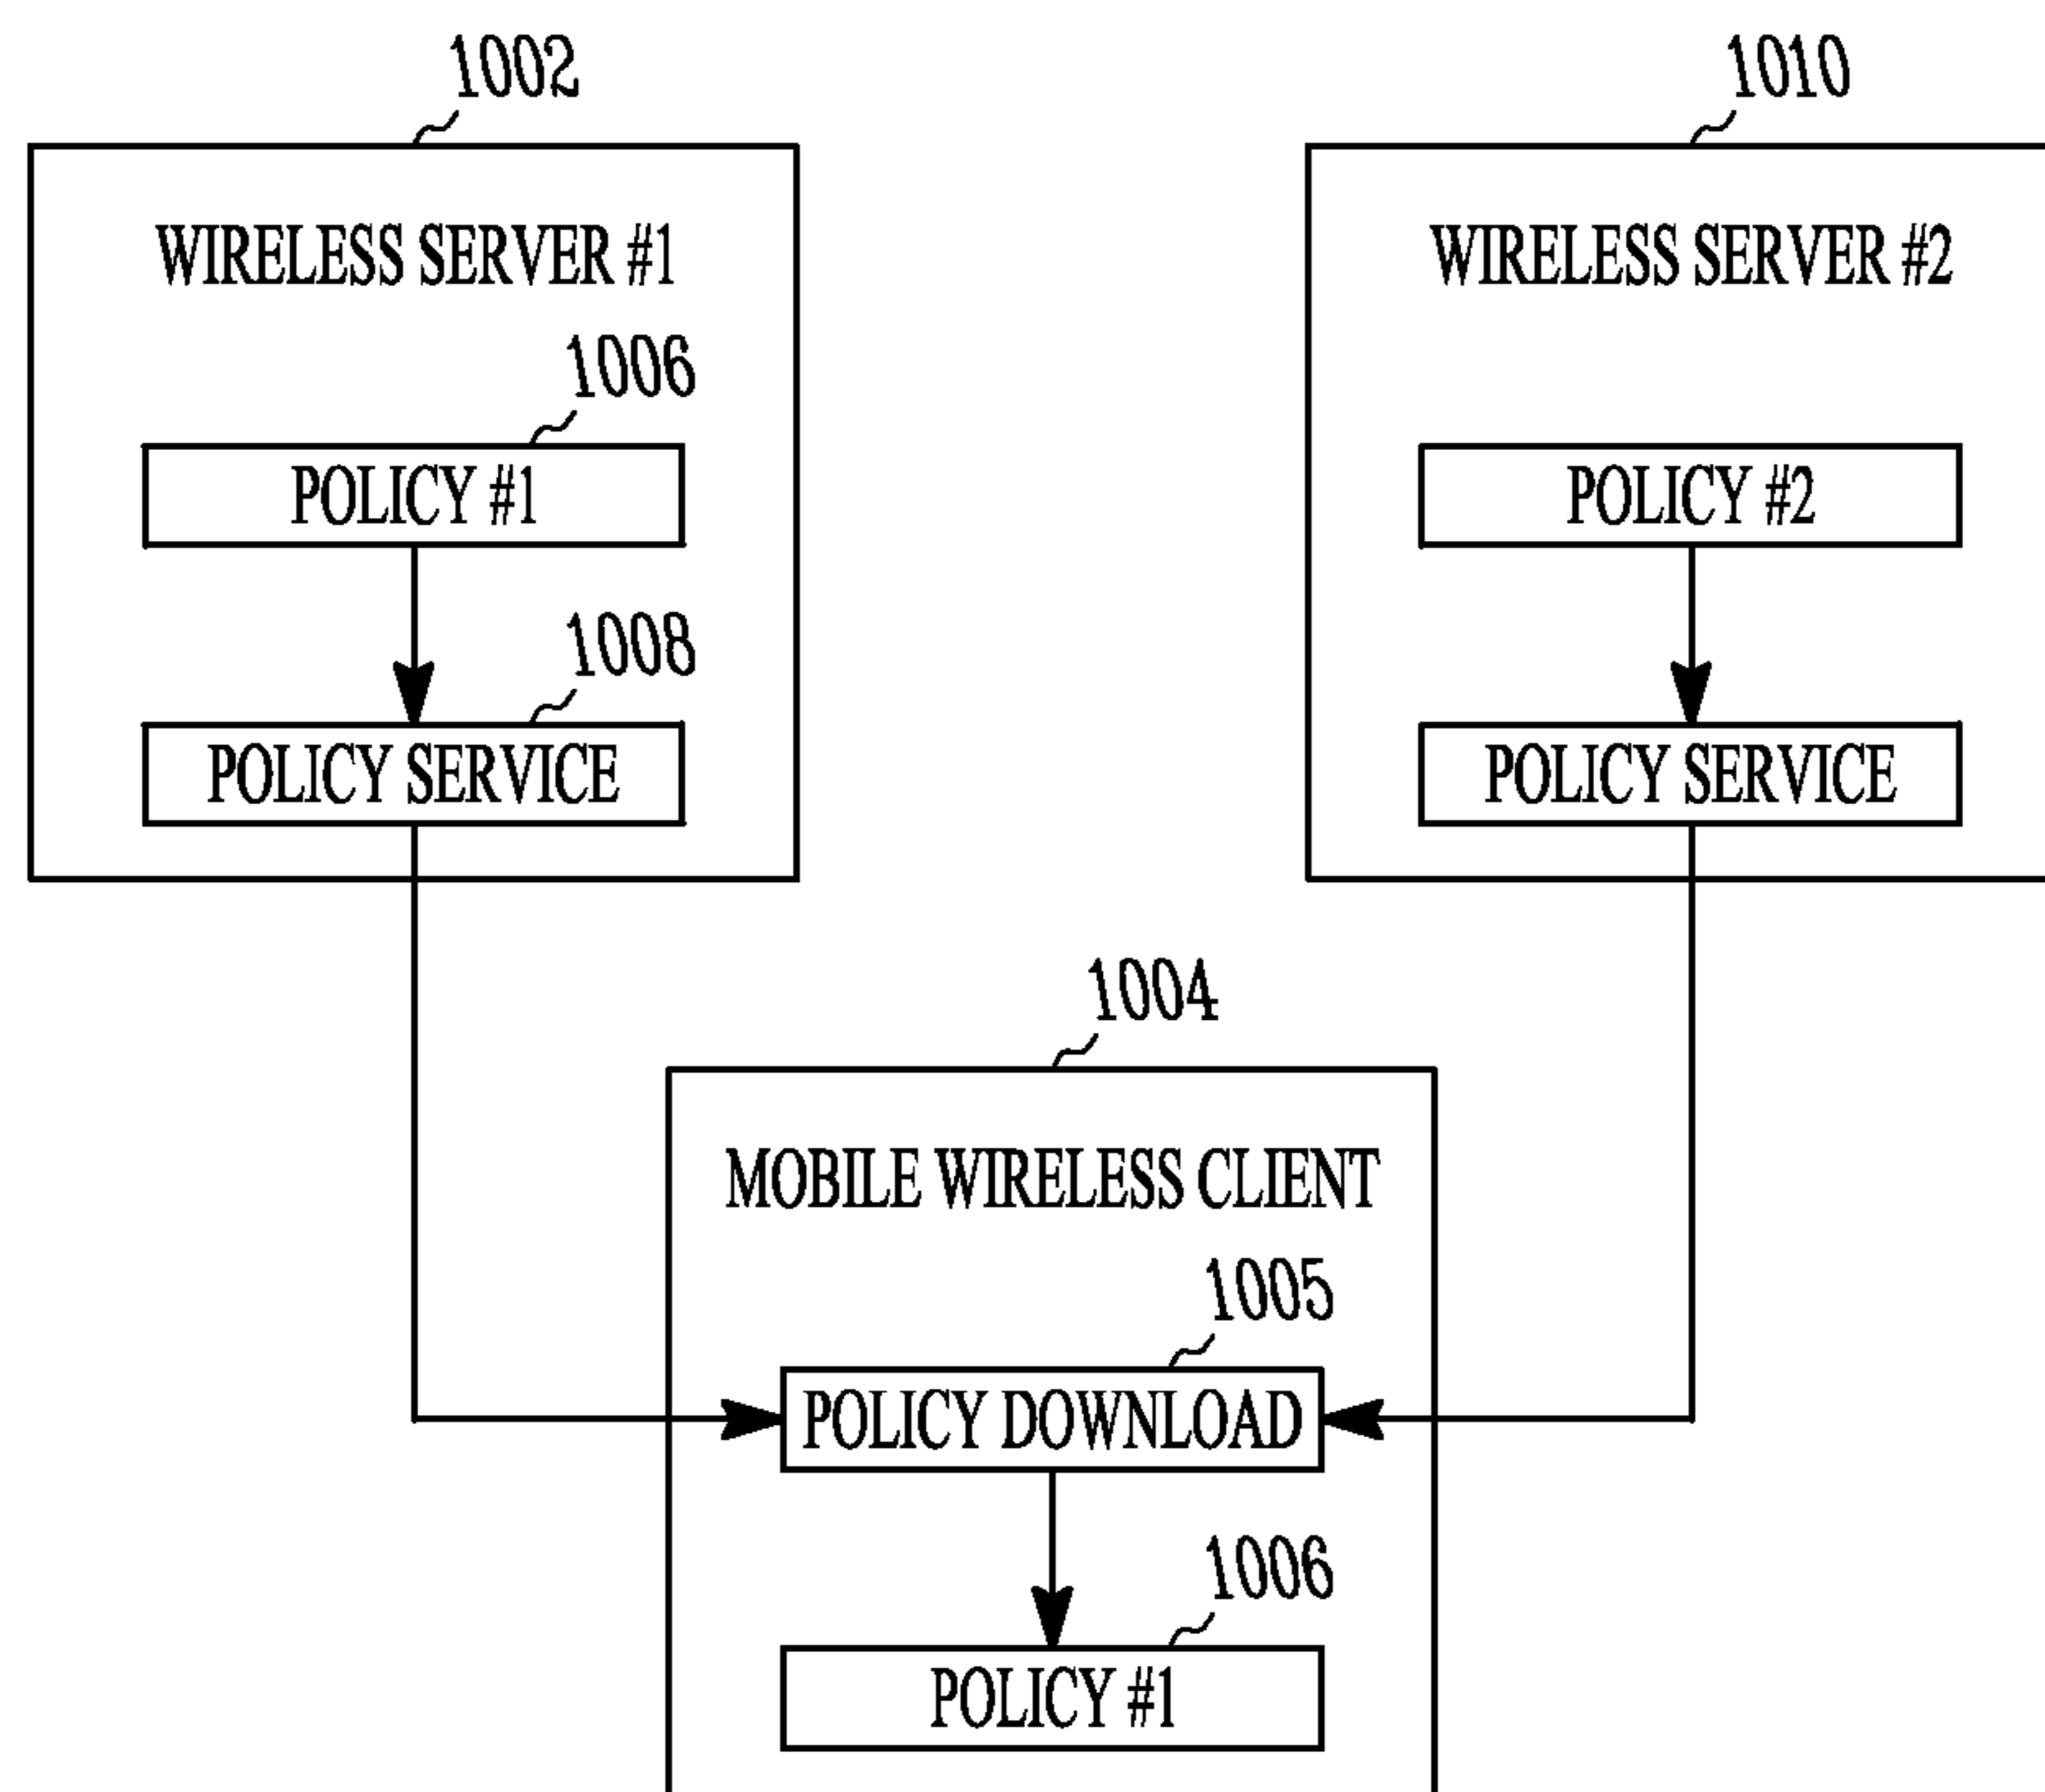 1002
WIRELESS SERVER #1
1006
POLICY #1
1008
POLICY SERVICE
1010
WIRELESS SERVER #2
POLICY #2
POLICY SERVICE
1004
MOBILE WIRELESS CLIENT
1005
POLICY DOWNLOAD
1006
POLICY #1